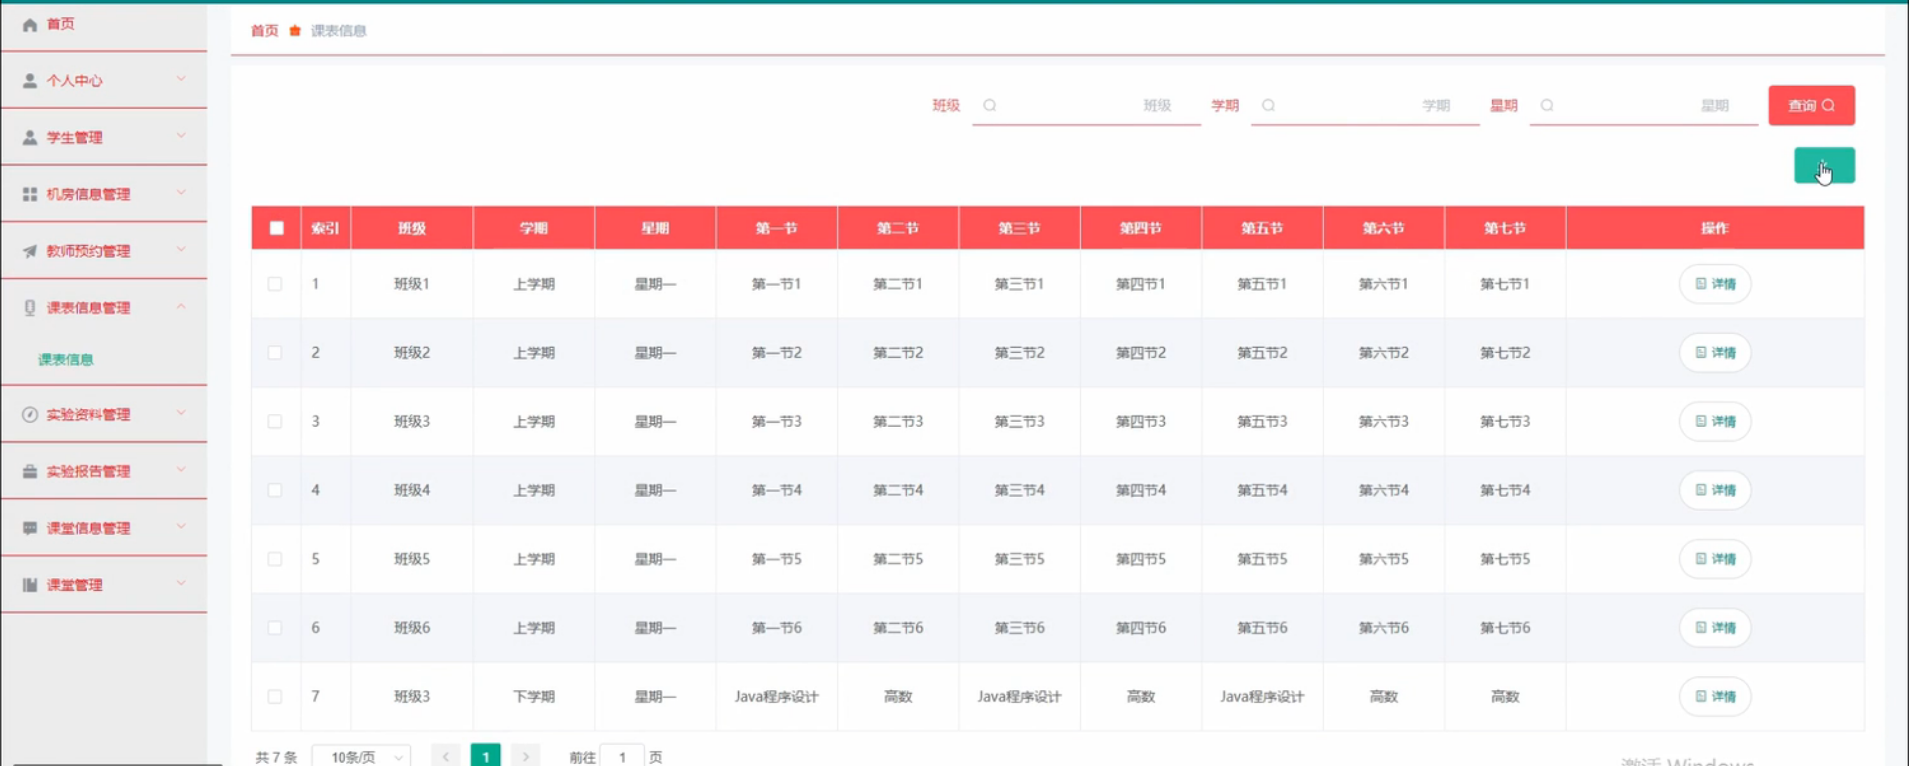 首页
个人中心
学生管理
机房信息管理
教师预约管理
课表信息管理
课表信息
实验资料管理
实验报告管理
课堂信息管理
课堂管理
首页 课表信息
班级 班级 学期 学期 星期 星期 查询
索引 班级 学期 星期 第一节 第二节 第三节 第四节 第五节 第六节 第七节 操作
1 班级1 上学期 星期一 第一节1 第二节1 第三节1 第四节1 第五节1 第六节1 第七节1 详情
2 班级2 上学期 星期一 第一节2 第二节2 第三节2 第四节2 第五节2 第六节2 第七节2 详情
3 班级3 上学期 星期一 第一节3 第二节3 第三节3 第四节3 第五节3 第六节3 第七节3 详情
4 班级4 上学期 星期一 第一节4 第二节4 第三节4 第四节4 第五节4 第六节4 第七节4 详情
5 班级5 上学期 星期一 第一节5 第二节5 第三节5 第四节5 第五节5 第六节5 第七节5 详情
6 班级6 上学期 星期一 第一节6 第二节6 第三节6 第四节6 第五节6 第六节6 第七节6 详情
7 班级3 下学期 星期一 Java程序设计 高数 Java程序设计 高数 Java程序设计 高数 高数 详情
共 7 条 10条/页 1 前往 1 页
激活 Windows